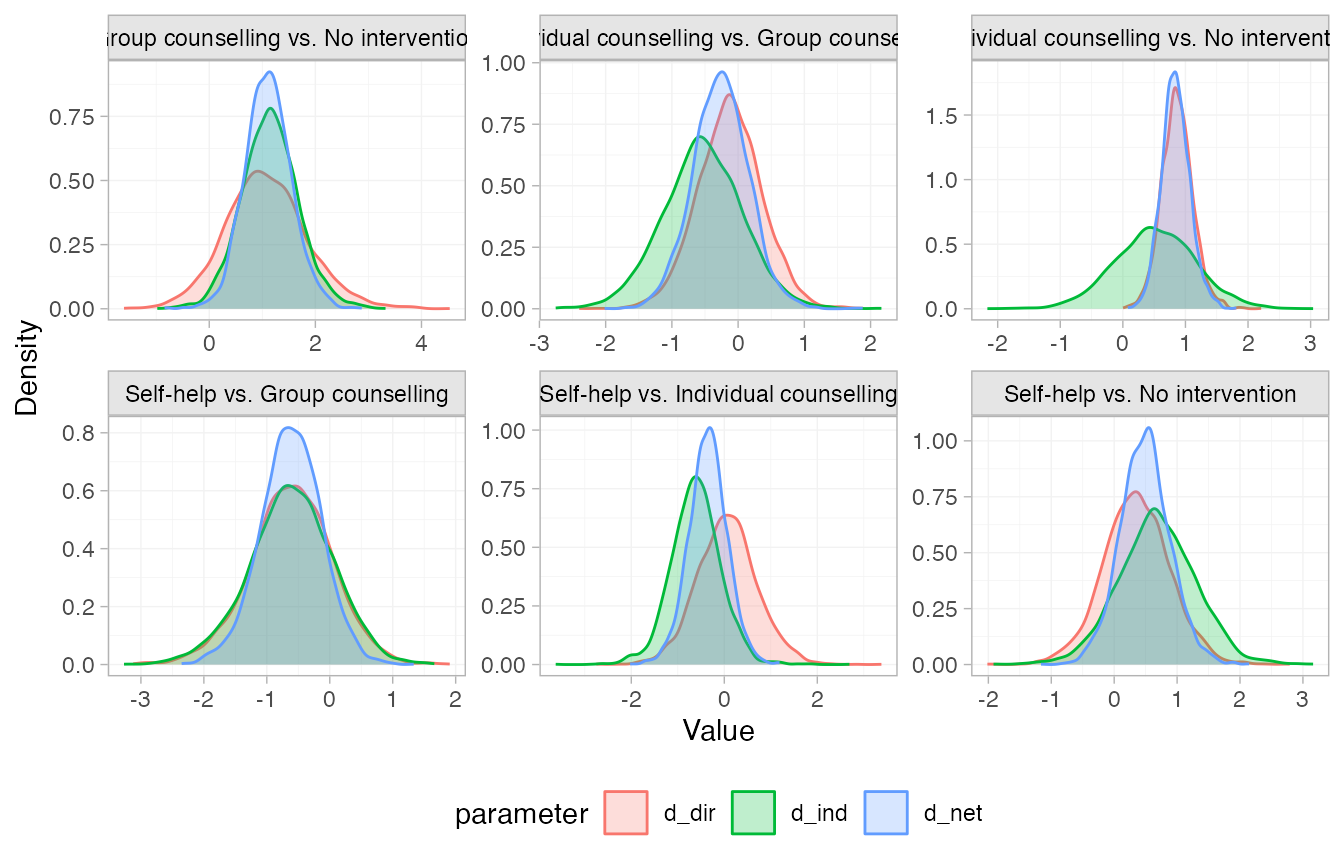 roup counselling vs. No interventio
vidual counselling vs. Group counse
ividual counselling vs. No intervent
0.75
0.50
0.25
0.00
0 2 4
1.00
0.75
0.50
0.25
0.00
-3 -2 -1 0 1 2
1.5
1.0
0.5
0.0
-2 -1 0 1 2 3
Density
Self-help vs. Group counselling
Self-help vs. Individual counselling
Self-help vs. No intervention
0.8
0.6
0.4
0.2
0.0
-3 -2 -1 0 1 2
1.00
0.75
0.50
0.25
0.00
-2 0 2
1.00
0.75
0.50
0.25
0.00
-2 -1 0 1 2 3
Value
parameter d_dir d_ind d_net